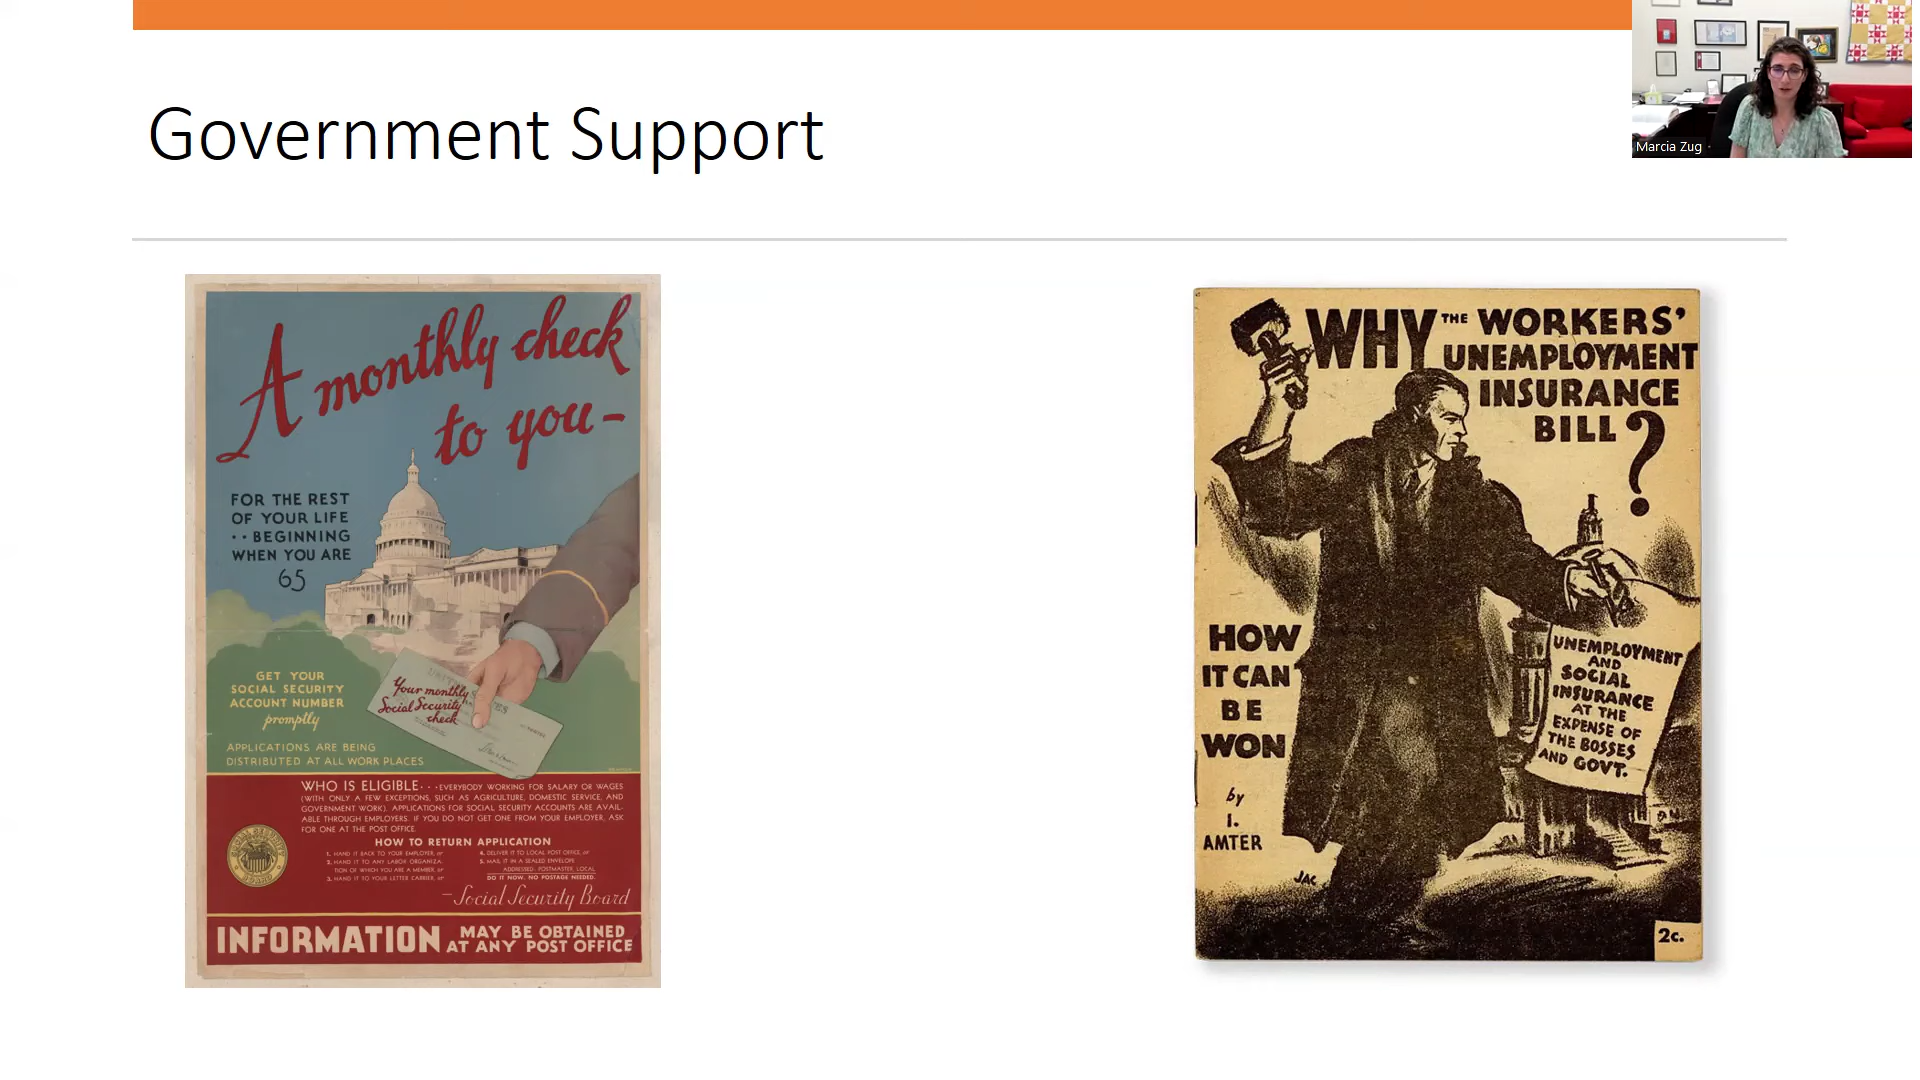 Government Support
Marcia Zug
A monthly check
to you-
FOR THE REST
OF YOUR LIFE
··BEGINNING
WHEN YOU ARE
65
GET YOUR
SOCIAL SECURITY
ACCOUNT NUMBER
promptly
APPLICATIONS ARE BEING
DISTRIBUTED AT ALL WORK PLACES
Your monthly
Social Security
check
WHO IS ELIGIBLE···EVERYBODY WORKING FOR SALARY OR WAGES
(WITH ONLY A FEW EXCEPTIONS, SUCH AS AGRICULTURE, DOMESTIC SERVICE, AND
GOVERNMENT WORK). APPLICATIONS FOR SOCIAL SECURITY ACCOUNTS ARE AVAIL-
ABLE THROUGH EMPLOYERS. IF YOU DO NOT GET ONE FROM YOUR EMPLOYER, ASK
FOR ONE AT THE POST OFFICE.
HOW TO RETURN APPLICATION
1. HAND IT BACK TO YOUR EMPLOYER, or
2. HAND IT TO ANY LABOR ORGANIZA-
TION OF WHICH YOU ARE A MEMBER, or
3. HAND IT TO YOUR LETTER CARRIER, or
4. DELIVER IT TO LOCAL POST OFFICE, or
5. MAIL IT IN A SEALED ENVELOPE
ADDRESSED: POSTMASTER, LOCAL
DO IT NOW. NO POSTAGE NEEDED.
-Social Security Board
INFORMATION MAY BE OBTAINED
AT ANY POST OFFICE
WHY THE WORKERS'
UNEMPLOYMENT
INSURANCE
BILL?
HOW
IT CAN
BE
WON
by
I.
AMTER
UNEMPLOYMENT
AND
SOCIAL
INSURANCE
AT THE
EXPENSE OF
THE BOSSES
AND GOVT.
JAC
2c.